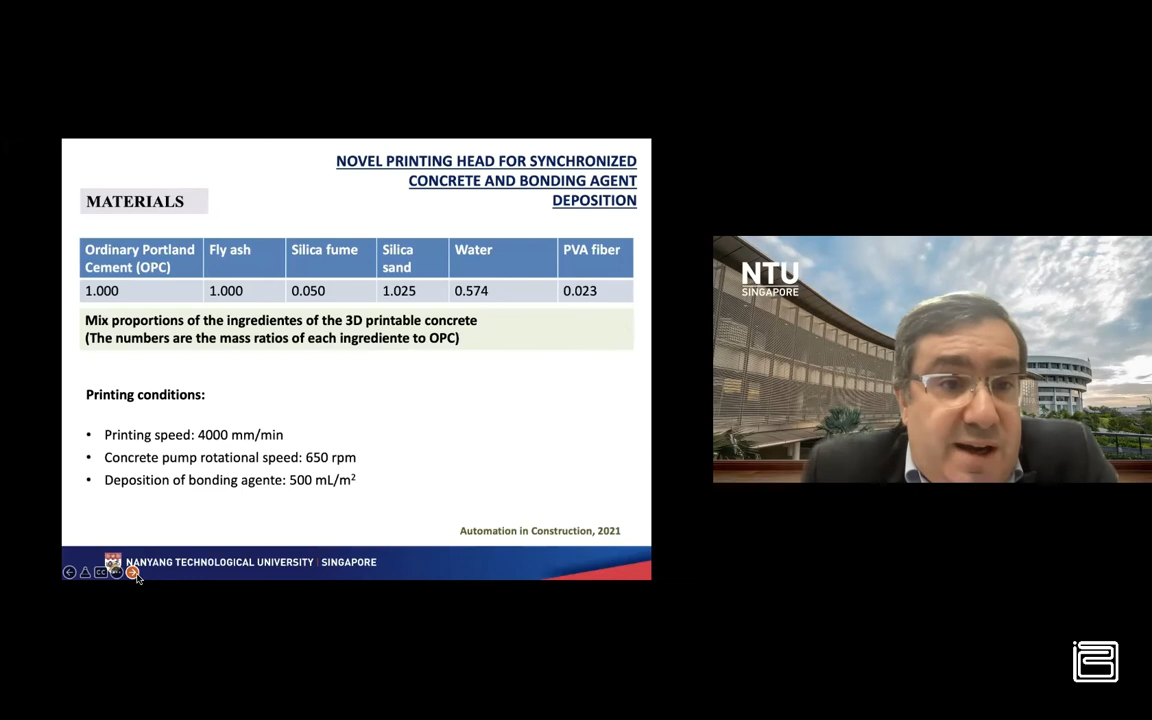 NOVEL PRINTING HEAD FOR SYNCHRONIZED
CONCRETE AND BONDING AGENT
DEPOSITION
MATERIALS
Ordinary Portland
Cement (OPC)
Fly ash
Silica fume
Silica
sand
Water
PVA fiber
1.000
1.000
0.050
1.025
0.574
0.023
Mix proportions of the ingredientes of the 3D printable concrete
(The numbers are the mass ratios of each ingrediente to OPC)
Printing conditions:
• Printing speed: 4000 mm/min
• Concrete pump rotational speed: 650 rpm
• Deposition of bonding agente: 500 mL/m²
Automation in Construction, 2021
NANYANG TECHNOLOGICAL UNIVERSITY | SINGAPORE
CC
NTU
SINGAPORE